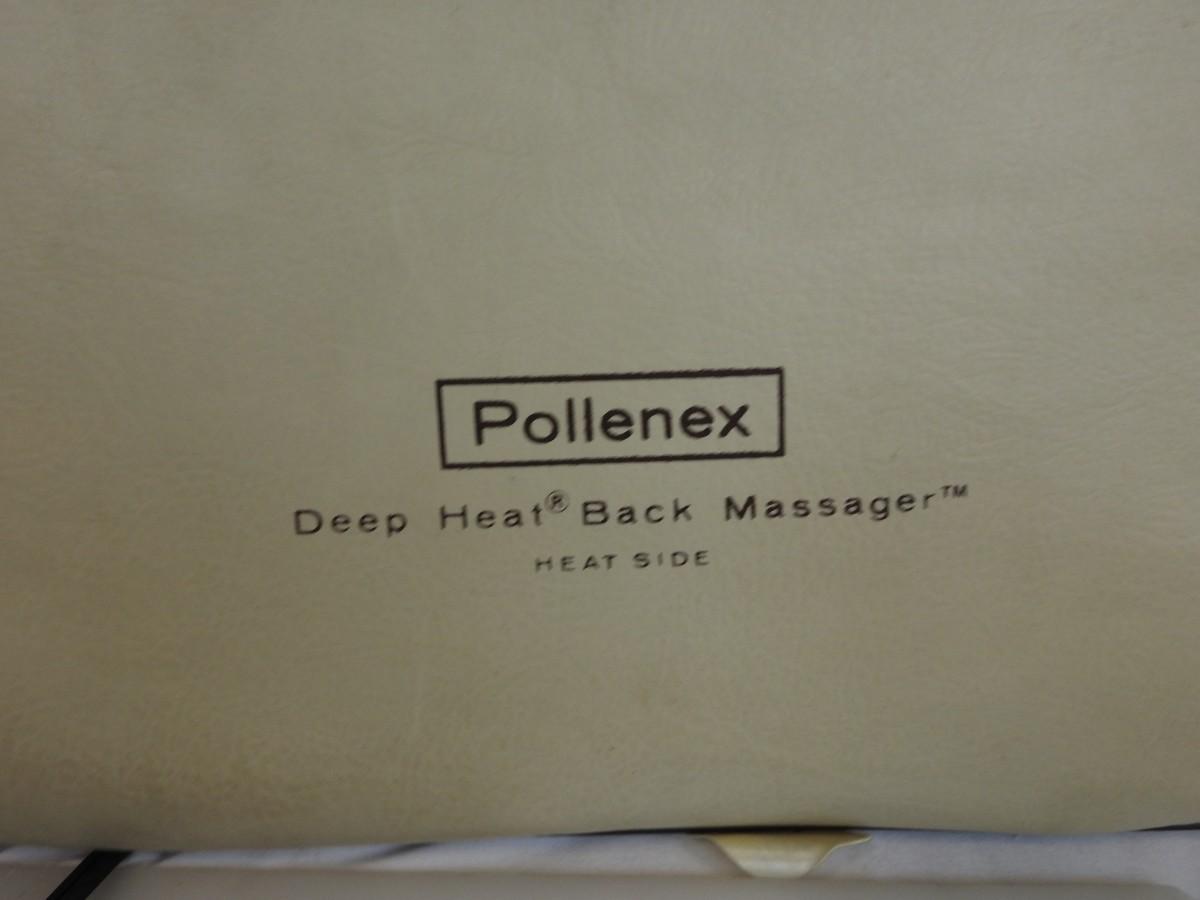 Pollenex
Deep Heat® Back Massager™
HEAT SIDE